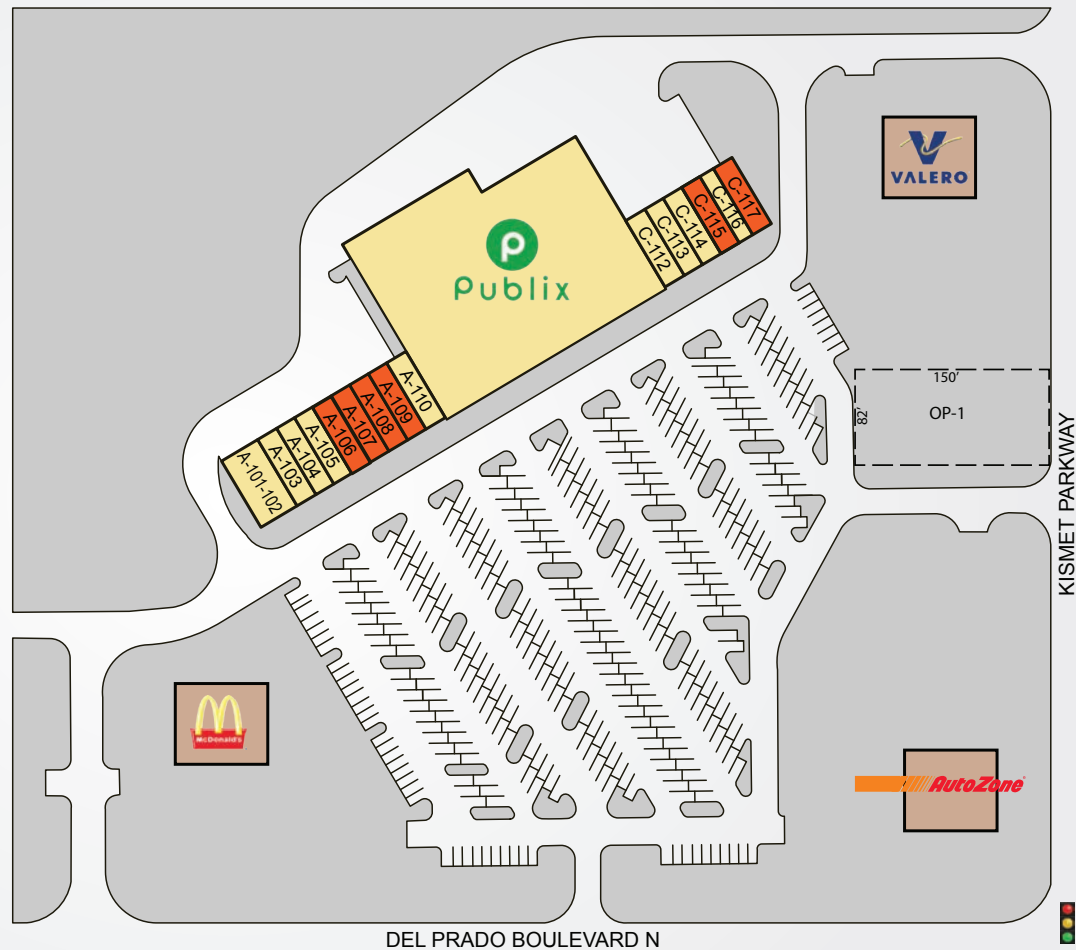 V
VALERO
C-117
C-116
C-115
C-114
C-113
C-112
p
Publix
A-110
A-109
A-108
A-107
A-106
A-105
A-104
A-103
A-101-102
150'
82'
OP-1
KISMET PARKWAY
McDonald's
AutoZone
DEL PRADO BOULEVARD N